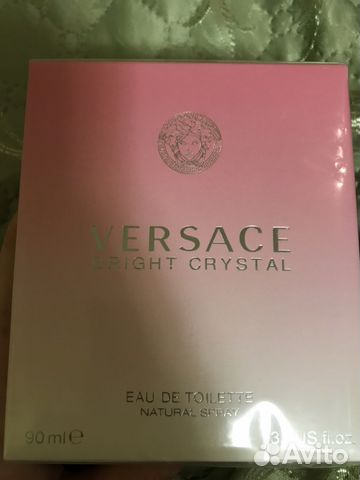 VERSACE
BRIGHT CRYSTAL
EAU DE TOILETTE
NATURAL SPRAY
90 ml e
US fl.oz.
Avito